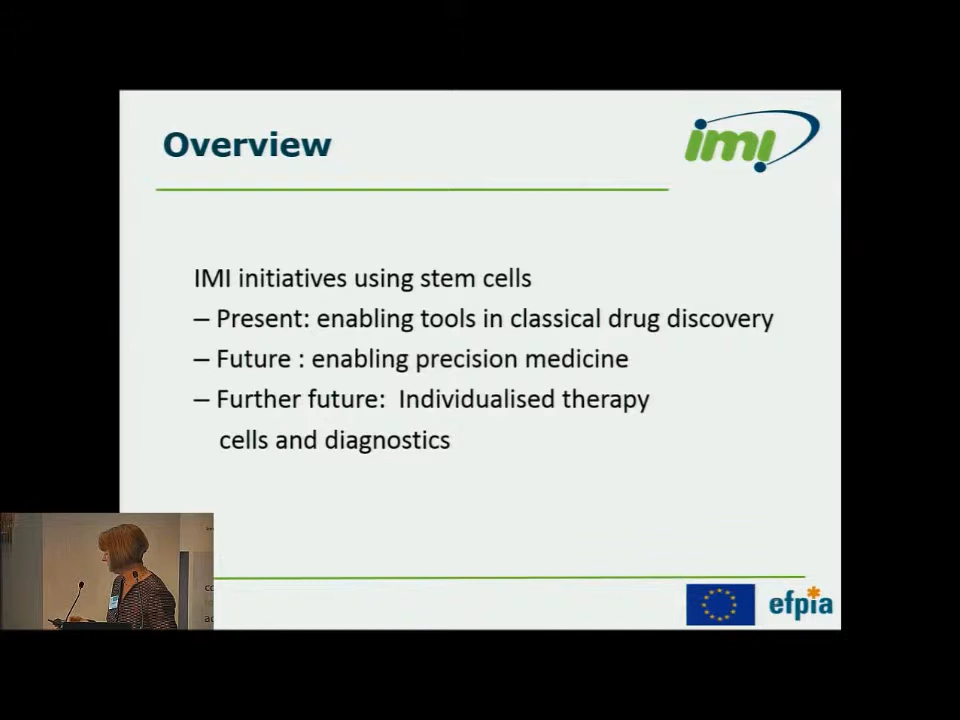 Overview
imi
IMI initiatives using stem cells
– Present: enabling tools in classical drug discovery
– Future : enabling precision medicine
– Further future:  Individualised therapy
cells and diagnostics
efpia